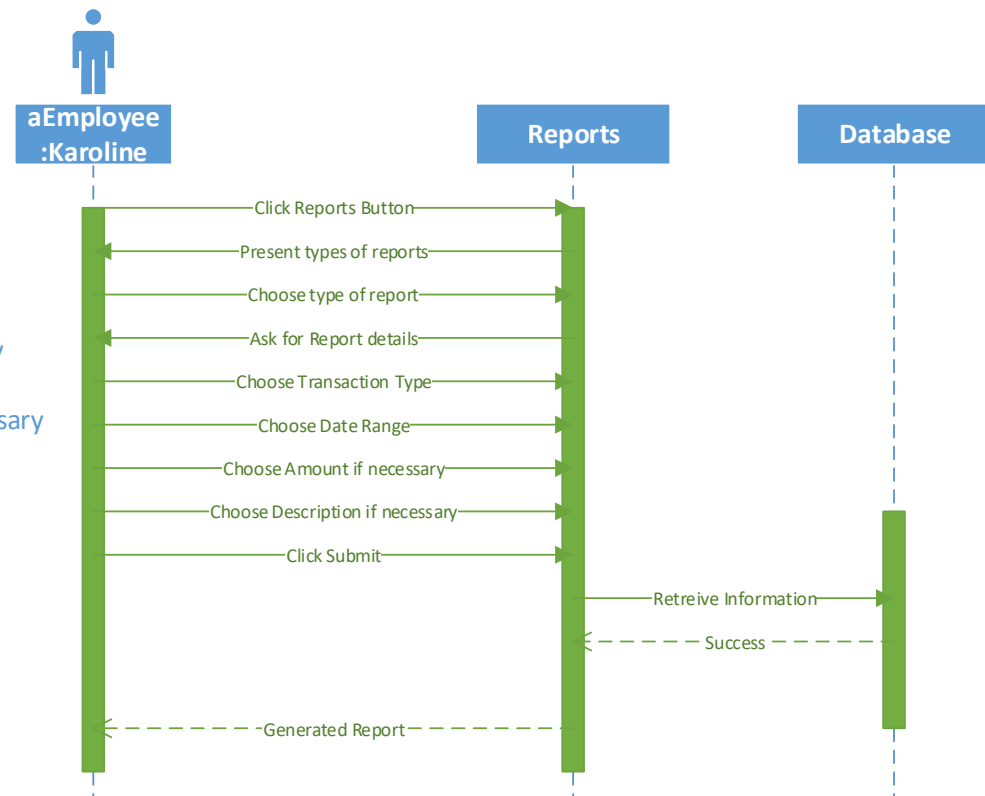 aEmployee
:Karoline
Reports
Database
Click Reports Button
Present types of reports
Choose type of report
Ask for Report details
Choose Transaction Type
Choose Date Range
Choose Amount if necessary
Choose Description if necessary
Click Submit
Retreive Information
Success
Generated Report